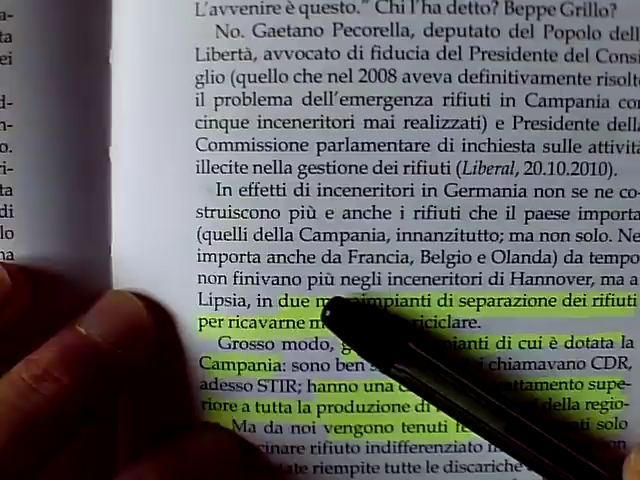 L'avvenire è questo." Chi l'ha detto? Beppe Grillo?
No. Gaetano Pecorella, deputato del Popolo dell
Libertà, avvocato di fiducia del Presidente del Consi
glio (quello che nel 2008 aveva definitivamente risolto
il problema dell'emergenza rifiuti in Campania con
cinque inceneritori mai realizzati) e Presidente della
Commissione parlamentare di inchiesta sulle attività
illecite nella gestione dei rifiuti (Liberal, 20.10.2010).
In effetti di inceneritori in Germania non se ne co-
struiscono più e anche i rifiuti che il paese importa
(quelli della Campania, innanzitutto; ma non solo. Ne
importa anche da Francia, Belgio e Olanda) da tempo
non finivano più negli inceneritori di Hannover, ma a
Lipsia, in due impianti di separazione dei rifiuti
per ricavarne riciclare.
Grosso modo, di cui è dotata la
Campania: sono ben chiamavano CDR,
adesso STIR; hanno una supe-
riore a tutta la produzione di della regio-
Ma da noi vengono tenuti solo
rifiuto indifferenziato
riempite tutte le discariche